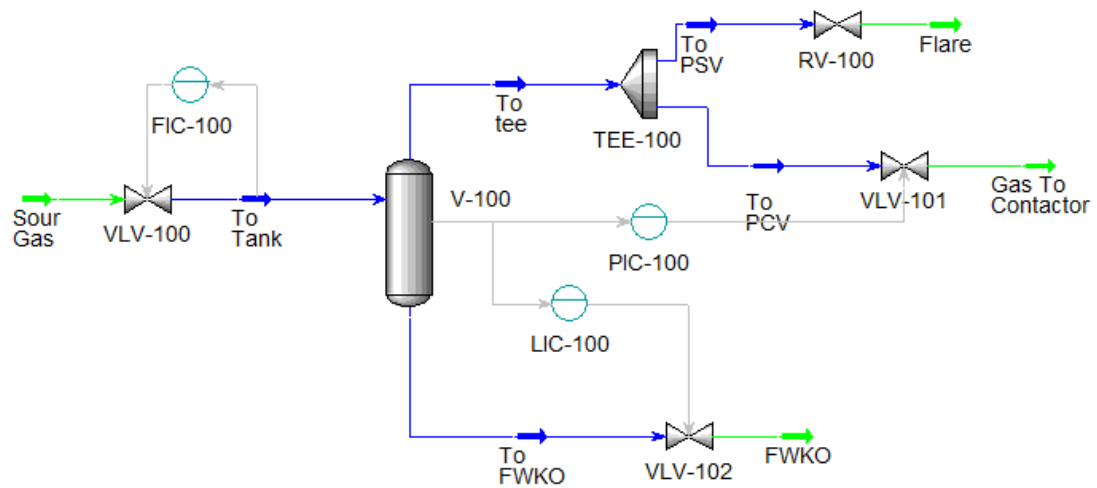 To
PSV
RV-100
Flare
FIC-100
To
tee
TEE-100
Sour
Gas
VLV-100
To
Tank
V-100
To
PCV
VLV-101
Gas To
Contactor
PIC-100
LIC-100
To
FWKO
VLV-102
FWKO